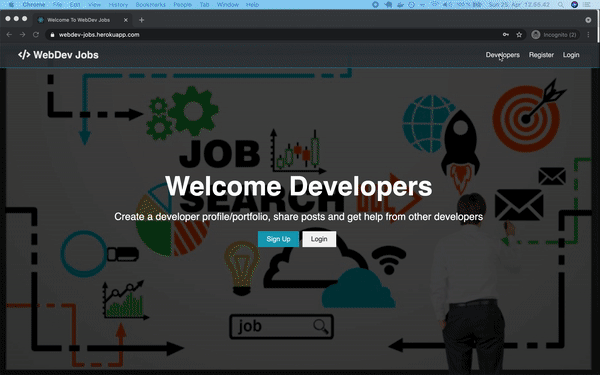 Chrome File Edit View History Bookmarks People Tab Window Help
Sun 25. Apr 12:58:42
Welcome To WebDev Jobs
webdev-jobs.herokuapp.com
Incognito (2)
</> WebDev Jobs
Developers Register Login
JOB
SEARCH
Welcome Developers
Create a developer profile/portfolio, share posts and get help from other developers
Sign Up Login
job